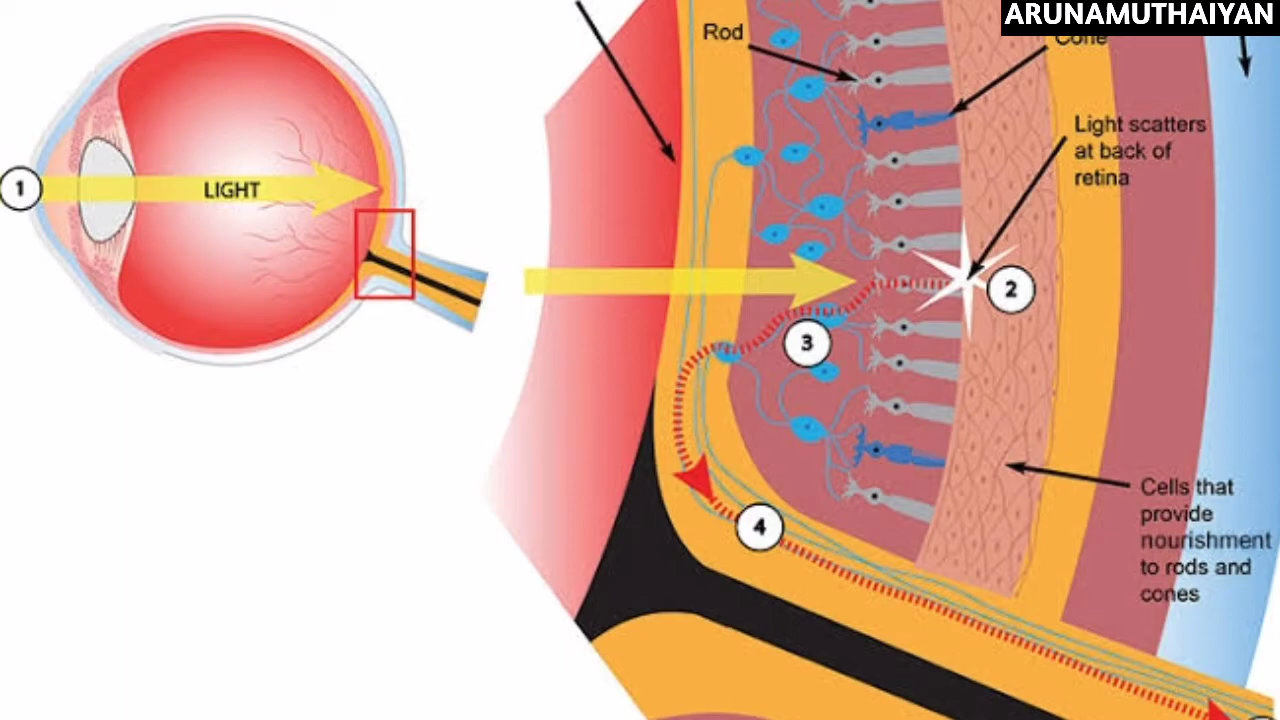 ARUNAMUTHAIYAN
Rod
Cone
1
LIGHT
Light scatters
at back of
retina
2
3
4
Cells that
provide
nourishment
to rods and
cones